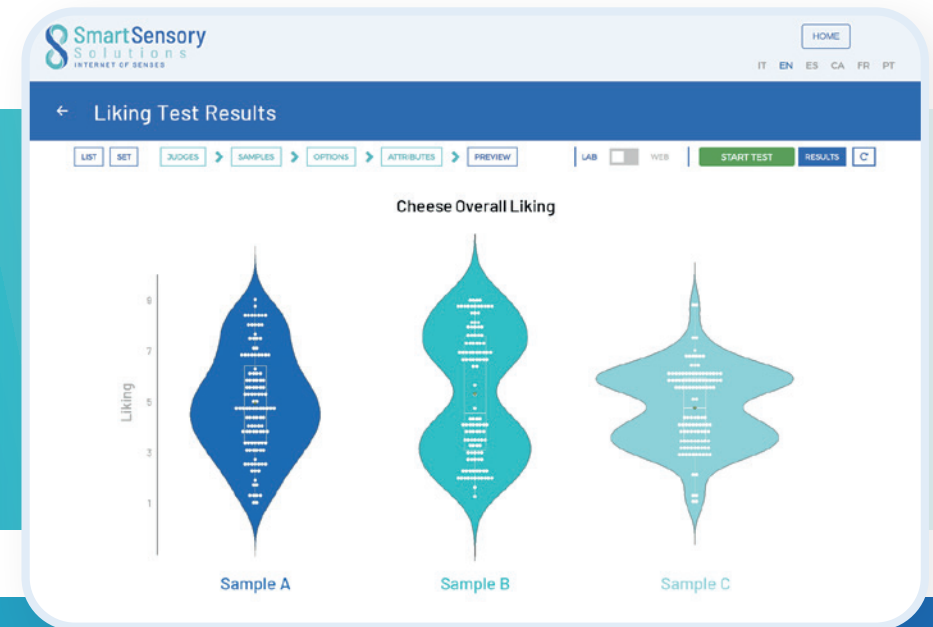 SmartSensory
Solutions
INTERNET OF SENSES
HOME
IT EN ES CA FR PT
← Liking Test Results
LIST SET JUDGES SAMPLES OPTIONS ATTRIBUTES PREVIEW LAB WEB START TEST RESULTS
Cheese Overall Liking
9
7
5
3
1
Liking
Sample A Sample B Sample C